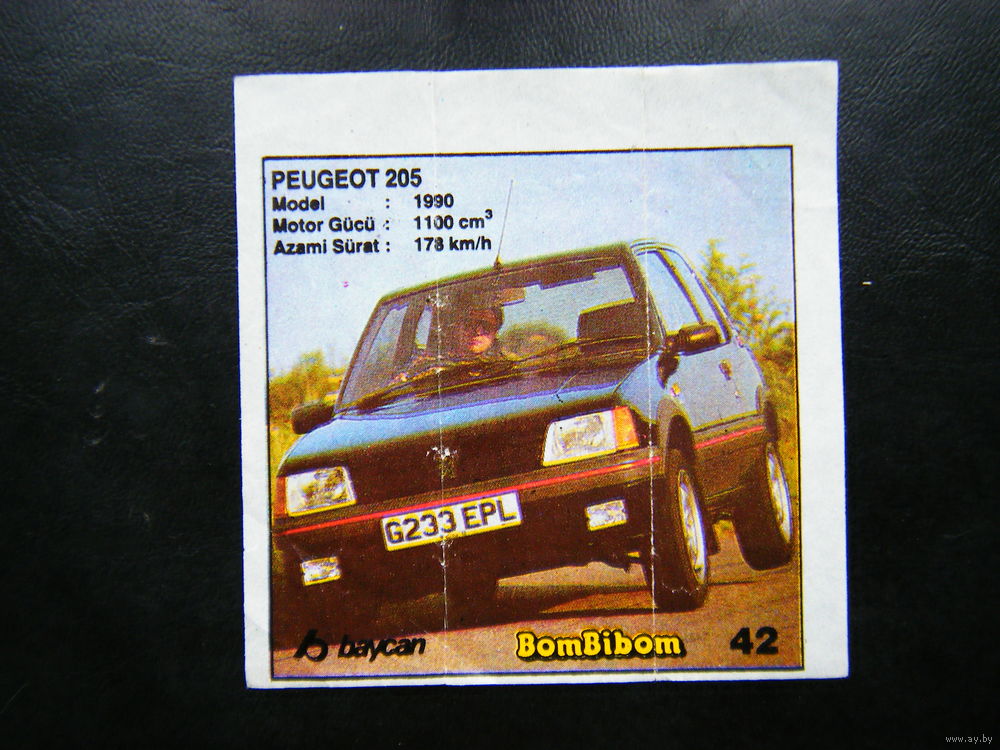 PEUGEOT 205
Model : 1990
Motor Gücü : 1100 cm³
Azami Sürat : 178 km/h
G233 EPL
baycan BomBibom 42
www.ay.by